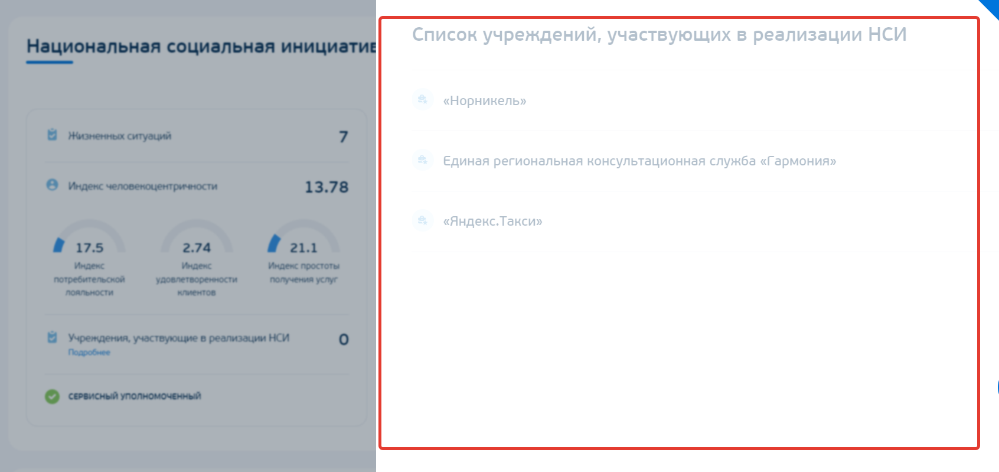 Национальная социальная инициатив
Жизненных ситуаций
7
Индекс человекоцентричности
13.78
17.5
Индекс
потребительской
лояльности
2.74
Индекс
удовлетворенности
клиентов
21.1
Индекс простоты
получения услуг
Учреждения, участвующие в реализации НСИ
0
Подробнее
СЕРВИСНЫЙ УПОЛНОМОЧЕННЫЙ
Список учреждений, участвующих в реализации НСИ
«Норникель»
Единая региональная консультационная служба «Гармония»
«Яндекс.Такси»